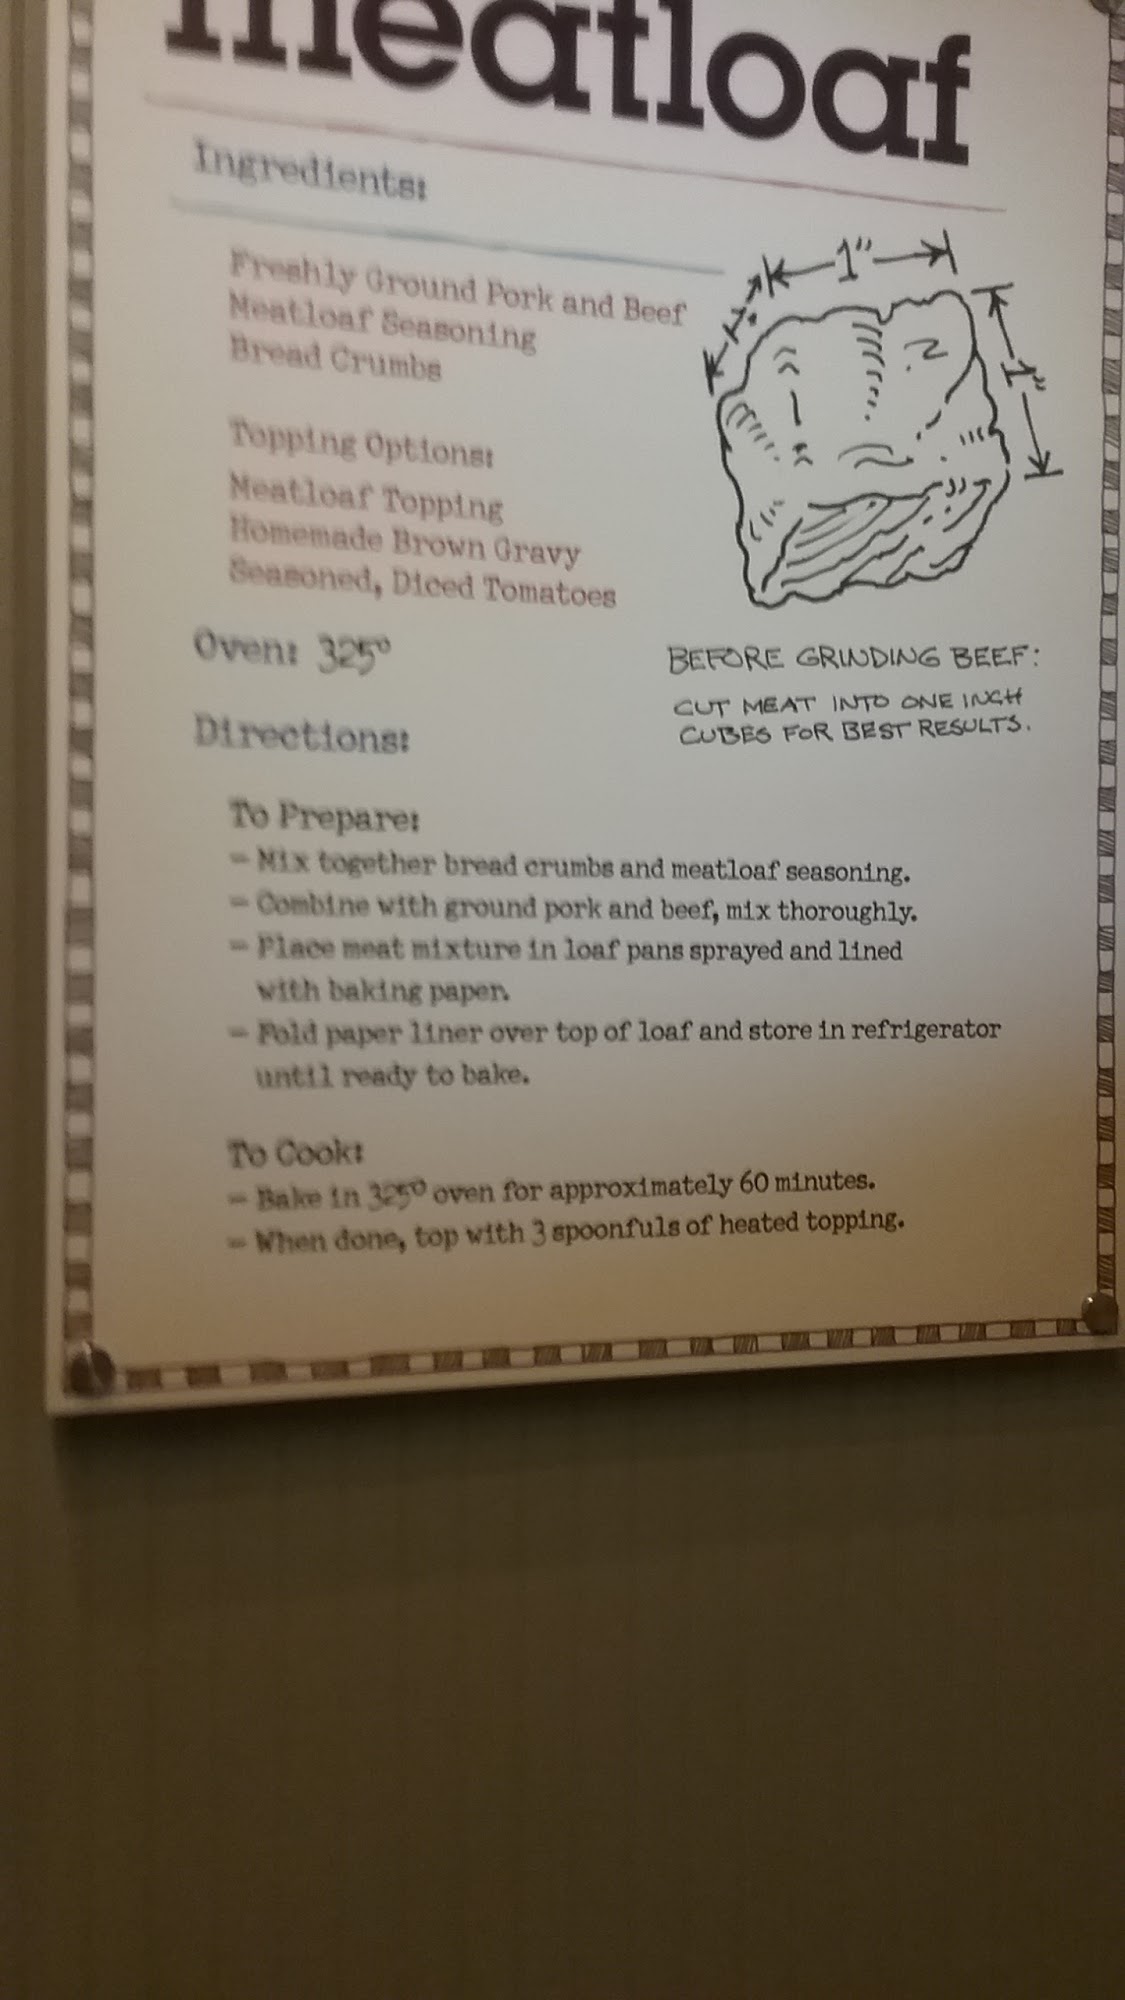 meatloaf
Ingredients:
Freshly Ground Pork and Beef
Meatloaf Seasoning
Bread Crumbs
Topping Options:
Meatloaf Topping
Homemade Brown Gravy
Seasoned, Diced Tomatoes
1"
1"
1"
Oven: 325°
BEFORE GRINDING BEEF:
CUT MEAT INTO ONE INCH
CUBES FOR BEST RESULTS.
Directions:
To Prepare:
- Mix together bread crumbs and meatloaf seasoning.
- Combine with ground pork and beef, mix thoroughly.
- Place meat mixture in loaf pans sprayed and lined
with baking paper.
- Fold paper liner over top of loaf and store in refrigerator
until ready to bake.
To Cook:
- Bake in 325° oven for approximately 60 minutes.
- When done, top with 3 spoonfuls of heated topping.